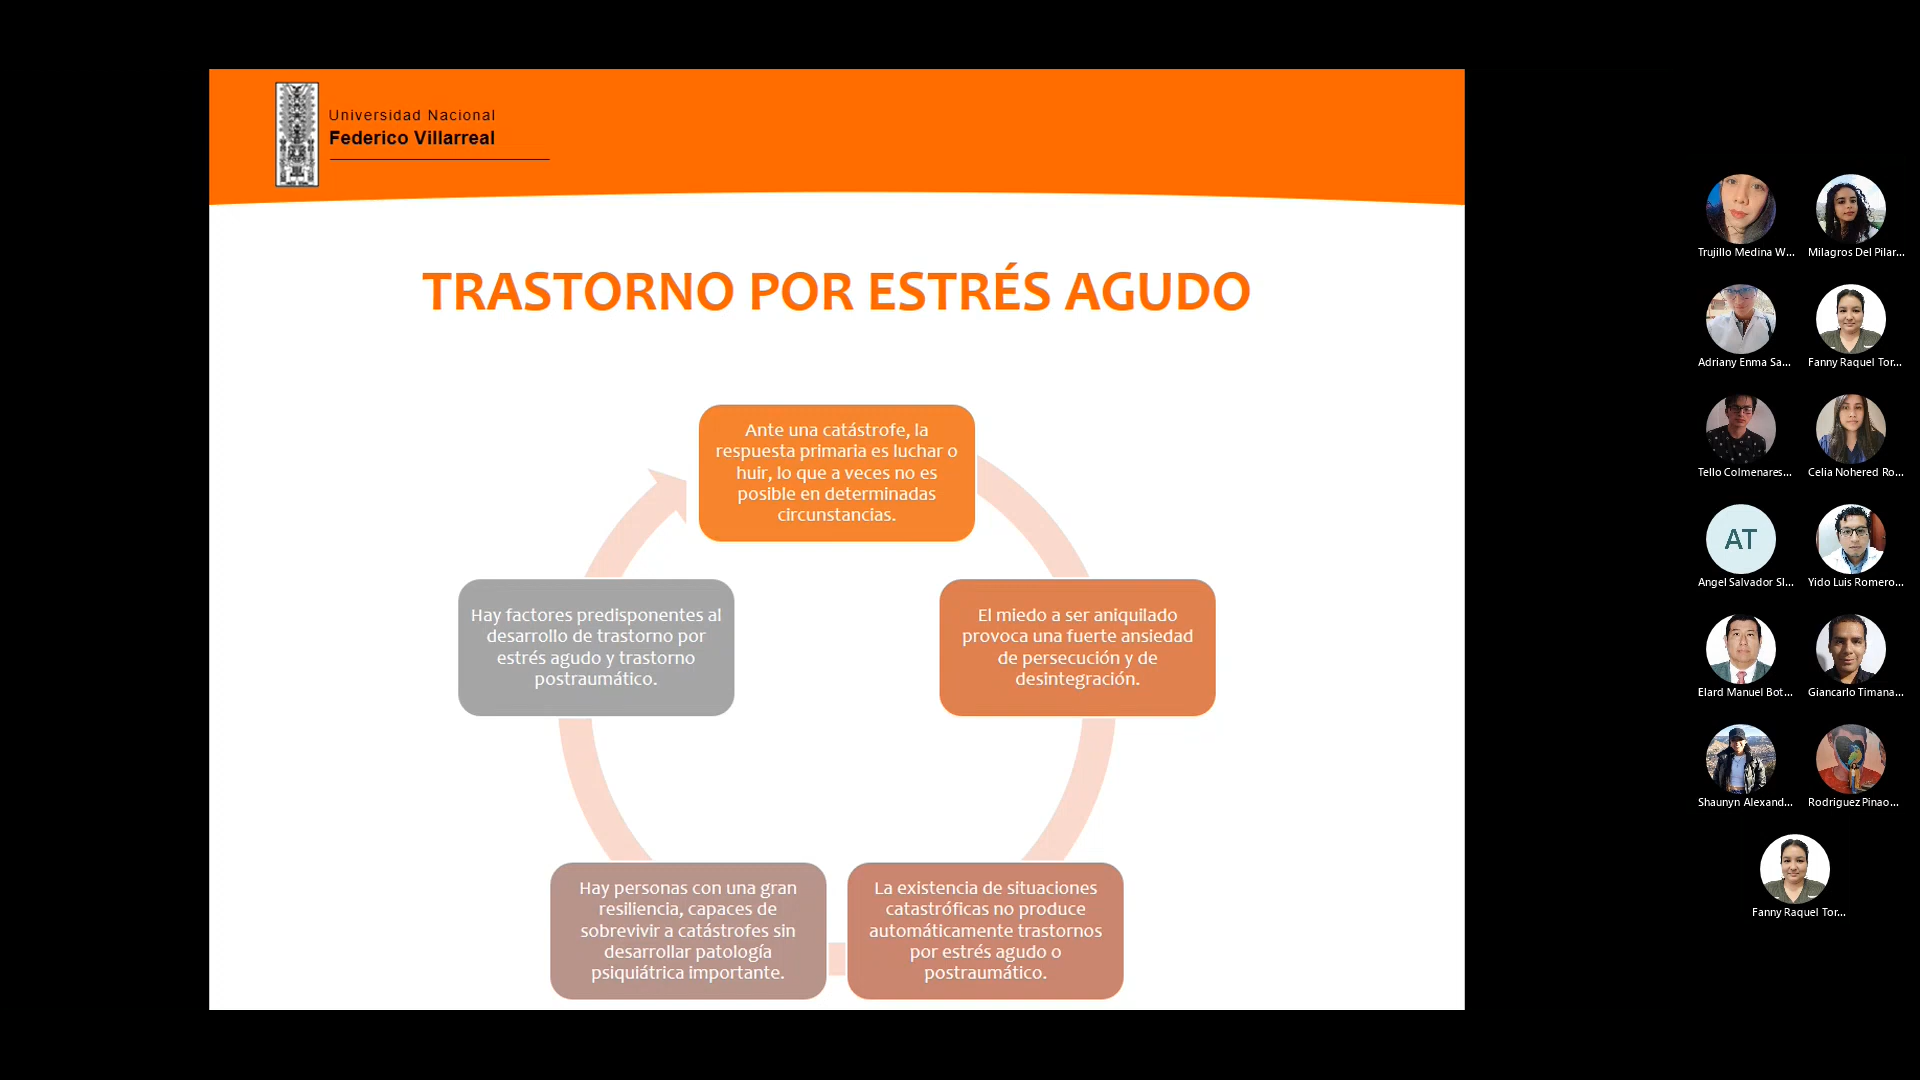 Universidad Nacional
Federico Villarreal
TRASTORNO POR ESTRÉS AGUDO
Ante una catástrofe, la
respuesta primaria es luchar o
huir, lo que a veces no es
posible en determinadas
circunstancias.
El miedo a ser aniquilado
provoca una fuerte ansiedad
de persecución y de
desintegración.
La existencia de situaciones
catastróficas no produce
automáticamente trastornos
por estrés agudo o
postraumático.
Hay personas con una gran
resiliencia, capaces de
sobrevivir a catástrofes sin
desarrollar patología
psiquiátrica importante.
Hay factores predisponentes al
desarrollo de trastorno por
estrés agudo y trastorno
postraumático.
Trujillo Medina W...
Milagros Del Pilar...
Adriany Enma Sa...
Fanny Raquel Tor...
Tello Colmenares...
Celia Nohered Ro...
AT
Angel Salvador Sl...
Yido Luis Romero...
Elard Manuel Bot...
Giancarlo Timana...
Shaunyn Alexand...
Rodriguez Pinao...
Fanny Raquel Tor...